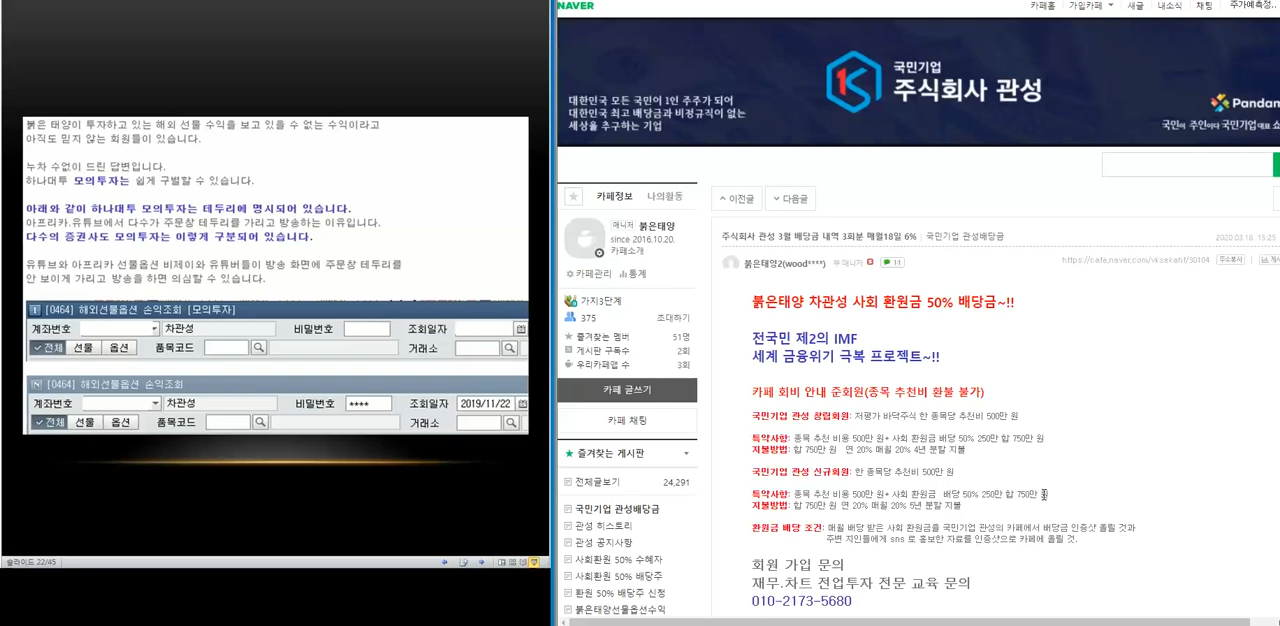 붉은 태양이 투자하고 있는 해외 선물 수익을 보고 있을 수 없는 수익이라고
아직도 믿지 않는 회원들이 있습니다.
누차 수없이 드린 답변입니다.
하나대투 모의투자는 쉽게 구별할 수 있습니다.
아래와 같이 하나대투 모의투자는 테두리에 명시되어 있습니다.
아프리카.유튜브에서 다수가 주문창 테두리를 가리고 방송하는 이유입니다.
다수의 증권사도 모의투자는 이렇게 구분되어 있습니다.
유튜브와 아프리카 선물옵션 비제이와 유튜버들이 방송 화면에 주문창 테두리를
안 보이게 가리고 방송을 하면 의심할 수 있습니다.
[0464] 해외선물옵션 손익조회 [모의투자]
계좌번호 차관성 비밀번호 조회일자
전체 선물 옵션 품목코드 거래소
[0464] 해외선물옵션 손익조회
계좌번호 차관성 비밀번호 **** 조회일자 2019/11/22
전체 선물 옵션 품목코드 거래소
슬라이드 22/45
NAVER
카페홈 가입카페 새글 내소식 채팅 주가예측정..
국민기업
주식회사 관성
대한민국 모든 국민이 1인 주주가 되어
대한민국 최고 배당금과 비정규직이 없는
세상을 추구하는 기업
Pandan
국민이 주인이다 국민기업대표 쇼
카페정보 나의활동
매니저 붉은태양
since 2016.10.20.
카페소개
카페관리 통계
가지3단계
375 초대하기
즐겨찾는 멤버 51명
게시판 구독수 2회
우리카페앱 수 3회
카페 글쓰기
카페 채팅
즐겨찾는 게시판
전체글보기 24,291
국민기업 관성배당금
관성 히스토리
관성 공지사항
사회환원 50% 수혜자
사회환원 50% 배당주
환원 50% 배당주 신청
붉은태양선물옵션수익
이전글 다음글
주식회사 관성 3월 배당금 내역 3회분 매월18일 6% | 국민기업 관성배당금
2020.03.18. 15:25
붉은태양2(wood****) 매니저 11
https://cafe.naver.com/vksekahf/30104 주소복사
붉은태양 차관성 사회 환원금 50% 배당금~!!
전국민 제2의 IMF
세계 금융위기 극복 프로젝트~!!
카페 회비 안내 준회원(종목 추천비 환불 불가)
국민기업 관성 창립회원: 저평가 바닥주식 한 종목당 추천비 500만 원
특약사항: 종목 추천 비용 500만 원+ 사회 환원금 배당 50% 250만 합 750만 원
지불방법: 합 750만 원 연 20% 매월 20% 4년 분할 지불
국민기업 관성 신규회원: 한 종목당 추천비 500만 원
특약사항: 종목 추천 비용 500만 원+ 사회 환원금 배당 50% 250만 합 750만
지불방법: 합 750만 원 연 20% 매월 20% 5년 분할 지불
환원금 배당 조건: 매월 배당 받은 사회 환원금을 국민기업 관성의 카페에서 배당금 인증샷 올릴 것과
주변 지인들에게 sns 로 홍보한 자료를 인증샷으로 카페에 올릴 것.
회원 가입 문의
재무.차트 전업투자 전문 교육 문의
010-2173-5680